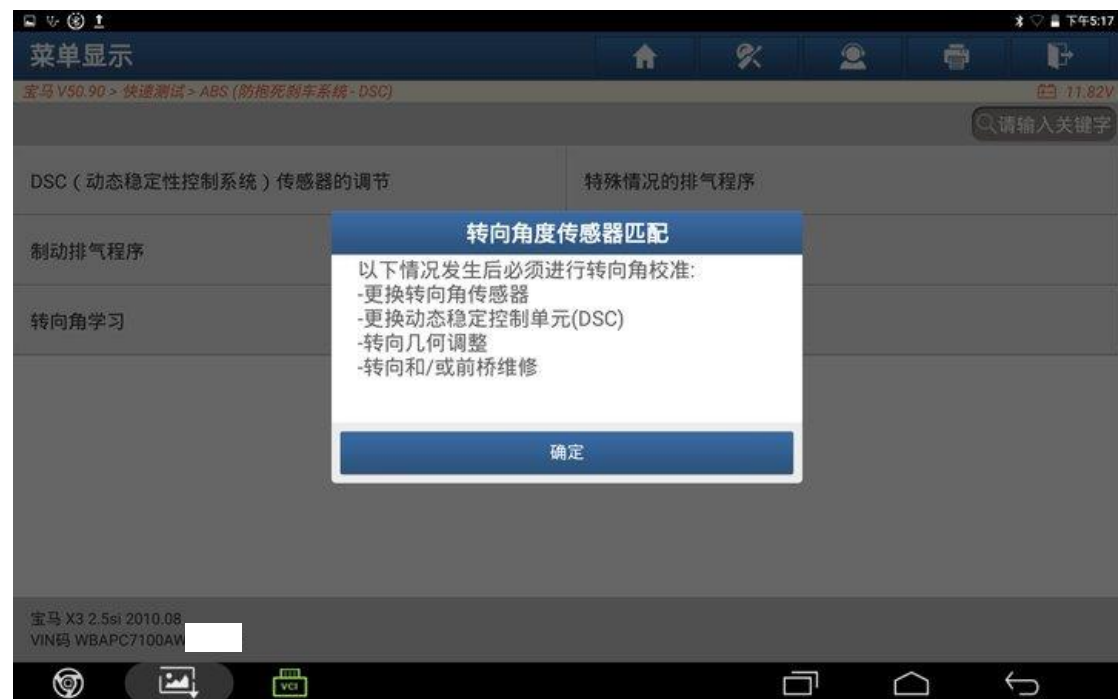 下午5:17
菜单显示
宝马 V50.90 > 快速测试 > ABS (防抱死刹车系统 - DSC)
11.82V
请输入关键字
DSC ( 动态稳定性控制系统 ) 传感器的调节
特殊情况的排气程序
制动排气程序
转向角学习
转向角度传感器匹配
以下情况发生后必须进行转向角校准:
-更换转向角传感器
-更换动态稳定控制单元(DSC)
-转向几何调整
-转向和/或前桥维修
确定
宝马 X3 2.5si 2010.08
VIN码 WBAPC7100AW
VCI